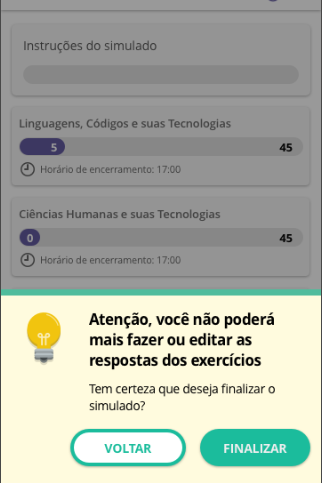 Instruções do simulado
Linguagens, Códigos e suas Tecnologias
5 45
Horário de encerramento: 17:00
Ciências Humanas e suas Tecnologias
0 45
Horário de encerramento: 17:00
Atenção, você não poderá
mais fazer ou editar as
respostas dos exercícios
Tem certeza que deseja finalizar o
simulado?
VOLTAR FINALIZAR